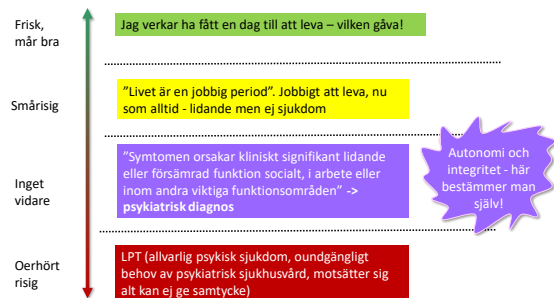 Frisk,
mår bra
Jag verkar ha fått en dag till att leva – vilken gåva!
Smårisig
”Livet är en jobbig period”. Jobbigt att leva, nu
som alltid - lidande men ej sjukdom
Inget
vidare
”Symtomen orsakar kliniskt signifikant lidande
eller försämrad funktion socialt, i arbete eller
inom andra viktiga funktionsområden” ->
psykiatrisk diagnos
Autonomi och
integritet - här
bestämmer man
själv!
Oerhört
risig
LPT (allvarlig psykisk sjukdom, oundgängligt
behov av psykiatrisk sjukhusvård, motsätter sig
alt kan ej ge samtycke)